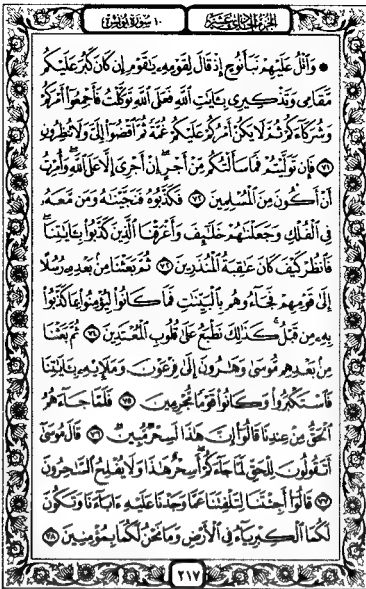 الجزء الحادي عشر
١٠ سورة يونس
۞ وَٱتْلُ عَلَيْهِمْ نَبَأَ نُوحٍ إِذْ قَالَ لِقَوْمِهِۦ يَٰقَوْمِ إِن كَانَ كَبُرَ عَلَيْكُم
مَّقَامِى وَتَذْكِيرِى بِـَٔايَٰتِ ٱللَّهِ فَعَلَى ٱللَّهِ تَوَكَّلْتُ فَأَجْمِعُوٓا۟ أَمْرَكُمْ
وَشُرَكَآءَكُمْ ثُمَّ لَا يَكُنْ أَمْرُكُمْ عَلَيْكُمْ غُمَّةً ثُمَّ ٱقْضُوٓا۟ إِلَىَّ وَلَا تُنظِرُونِ
٧١ فَإِن تَوَلَّيْتُمْ فَمَا سَأَلْتُكُم مِّنْ أَجْرٍ ۖ إِنْ أَجْرِىَ إِلَّا عَلَى ٱللَّهِ ۖ وَأُمِرْتُ
أَنْ أَكُونَ مِنَ ٱلْمُسْلِمِينَ ٧٢ فَكَذَّبُوهُ فَنَجَّيْنَٰهُ وَمَن مَّعَهُۥ
فِى ٱلْفُلْكِ وَجَعَلْنَٰهُمْ خَلَٰٓئِفَ وَأَغْرَقْنَا ٱلَّذِينَ كَذَّبُوا۟ بِـَٔايَٰتِنَا ۖ
فَٱنظُرْ كَيْفَ كَانَ عَٰقِبَةُ ٱلْمُنذَرِينَ ٧٣ ثُمَّ بَعَثْنَا مِنۢ بَعْدِهِۦ رُسُلًا
إِلَىٰ قَوْمِهِمْ فَجَآءُوهُم بِٱلْبَيِّنَٰتِ فَمَا كَانُوا۟ لِيُؤْمِنُوا۟ بِمَا كَذَّبُوا۟
بِهِۦ مِن قَبْلُ ۚ كَذَٰلِكَ نَطْبَعُ عَلَىٰ قُلُوبِ ٱلْمُعْتَدِينَ ٧٤ ثُمَّ بَعَثْنَا
مِنۢ بَعْدِهِم مُّوسَىٰ وَهَٰرُونَ إِلَىٰ فِرْعَوْنَ وَمَلَإِي۟هِۦ بِـَٔايَٰتِنَا
فَٱسْتَكْبَرُوا۟ وَكَانُوا۟ قَوْمًا مُّجْرِمِينَ ٧٥ فَلَمَّا جَآءَهُمُ
ٱلْحَقُّ مِنْ عِندِنَا قَالُوٓا۟ إِنَّ هَٰذَا لَسِحْرٌ مُّبِينٌ ٧٦ قَالَ مُوسَىٰٓ
أَتَقُولُونَ لِلْحَقِّ لَمَّا جَآءَكُمْ ۖ أَسِحْرٌ هَٰذَا وَلَا يُفْلِحُ ٱلسَّٰحِرُونَ
٧٧ قَالُوٓا۟ أَجِئْتَنَا لِتَلْفِتَنَا عَمَّا وَجَدْنَا عَلَيْهِ ءَابَآءَنَا وَتَكُونَ
لَكُمَا ٱلْكِبْرِيَآءُ فِى ٱلْأَرْضِ وَمَا نَحْنُ لَكُمَا بِمُؤْمِنِينَ ٧٨
٢١٧